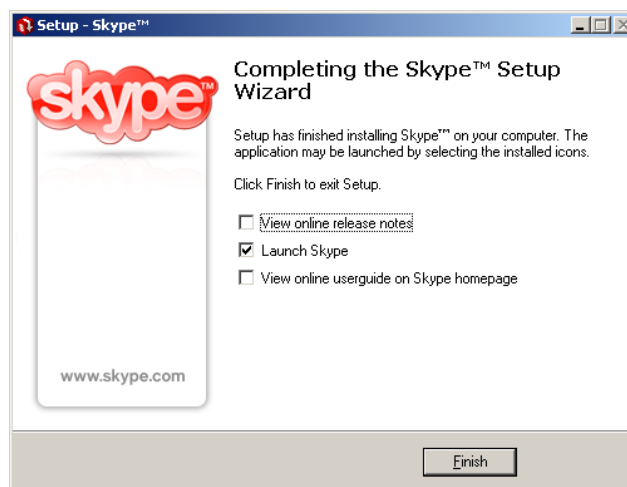 Setup - Skype™
skype™
Completing the Skype™ Setup
Wizard
Setup has finished installing Skype™ on your computer. The
application may be launched by selecting the installed icons.
Click Finish to exit Setup.
View online release notes
Launch Skype
View online userguide on Skype homepage
www.skype.com
Finish